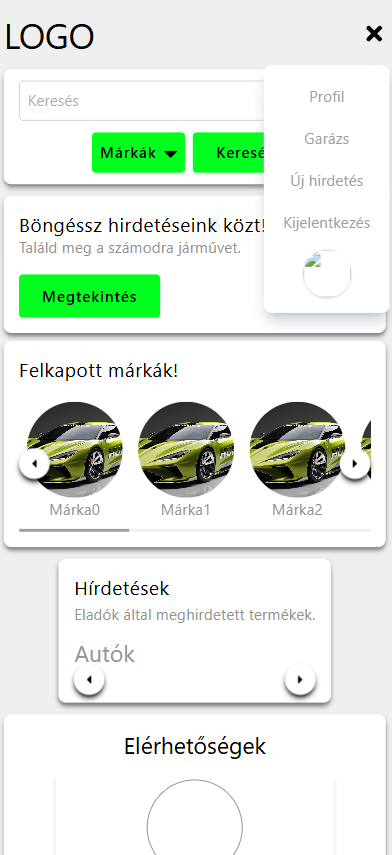 LOGO
Profil
Garázs
Új hirdetés
Kijelentkezés
Keresés
Márkák
Keresé
Böngéssz hirdetéseink közt!
Találd meg a számodra járművet.
Megtekintés
Felkapott márkák!
Márka0
Márka1
Márka2
Hírdetések
Eladók által meghirdetett termékek.
Autók
Elérhetőségek